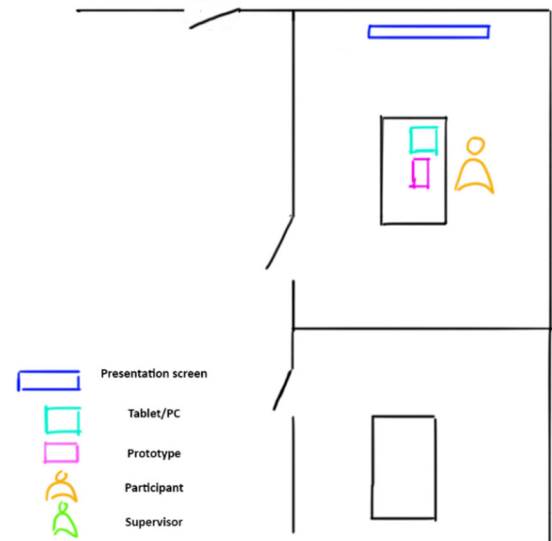 Presentation screen
Tablet/PC
Prototype
Participant
Supervisor